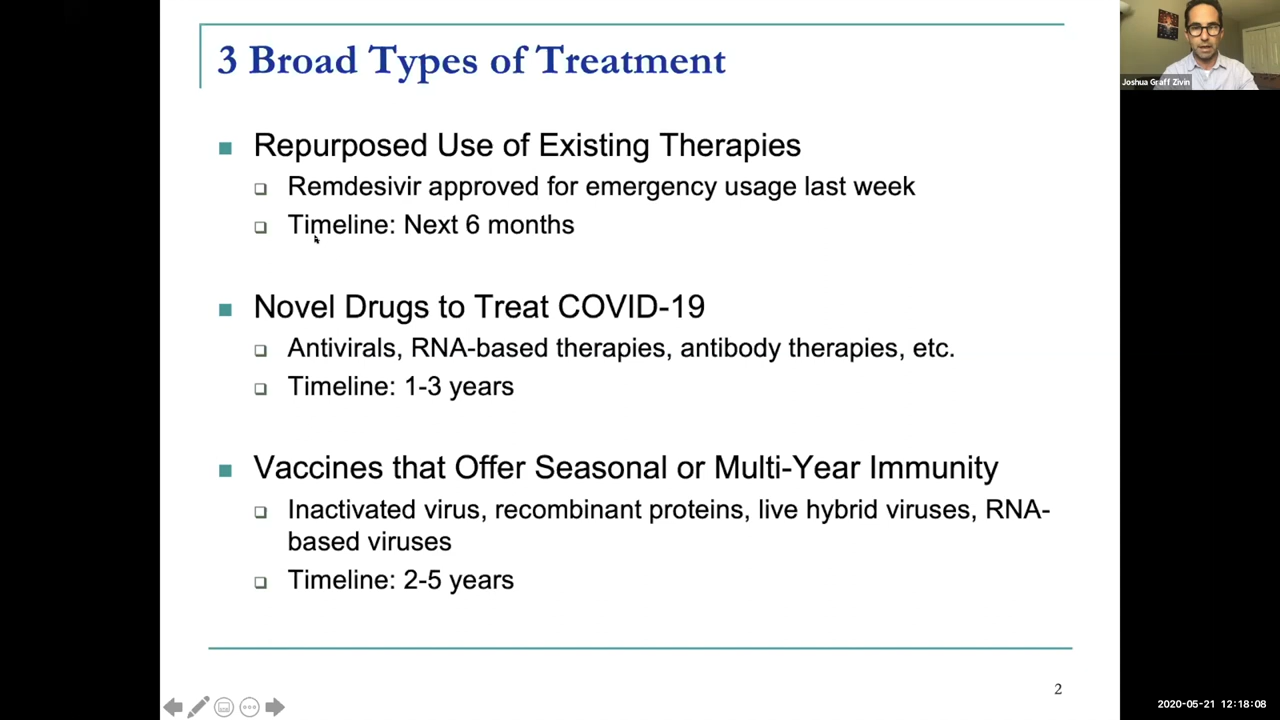 3 Broad Types of Treatment
Repurposed Use of Existing Therapies
Remdesivir approved for emergency usage last week
Timeline: Next 6 months
Novel Drugs to Treat COVID-19
Antivirals, RNA-based therapies, antibody therapies, etc.
Timeline: 1-3 years
Vaccines that Offer Seasonal or Multi-Year Immunity
Inactivated virus, recombinant proteins, live hybrid viruses, RNA-
based viruses
Timeline: 2-5 years
2
Joshua Graff Zivin
2020-05-21 12:18:08